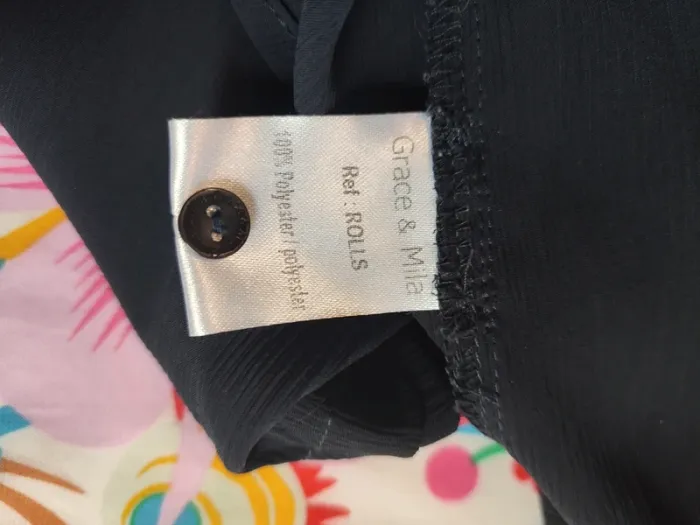 Grace & Mila
Ref : ROLLS
100% Polyester / polyester